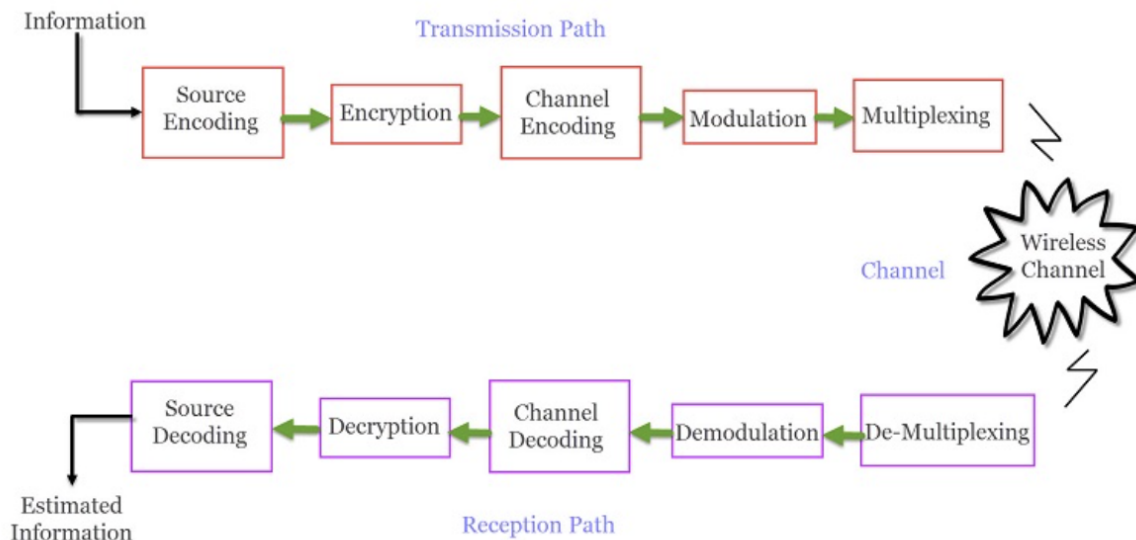 Information
Transmission Path
Source
Encoding
Encryption
Channel
Encoding
Modulation
Multiplexing
Wireless
Channel
Channel
De-Multiplexing
Demodulation
Channel
Decoding
Decryption
Source
Decoding
Estimated
Information
Reception Path